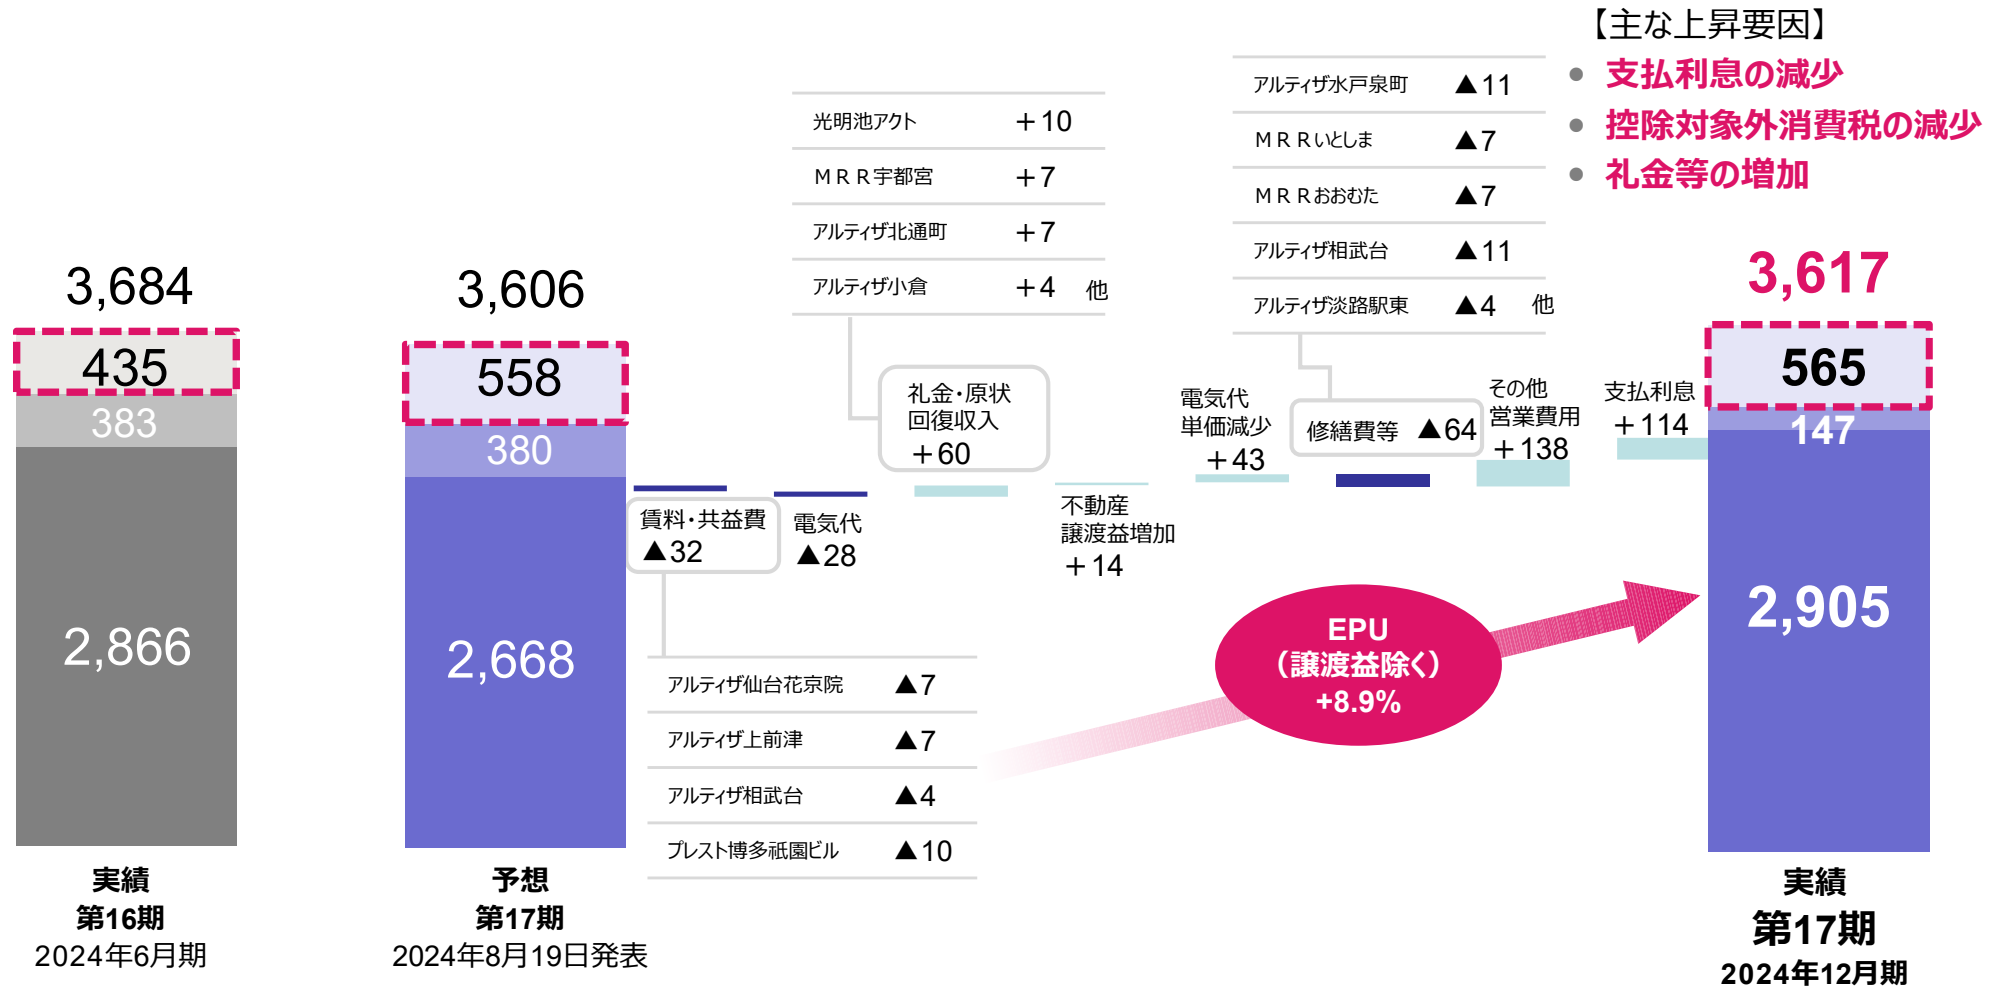 【主な上昇要因】
• 支払利息の減少
• 控除対象外消費税の減少
• 礼金等の増加
3,684
435
383
2,866
実績
第16期
2024年6月期
3,606
558
380
2,668
予想
第17期
2024年8月19日発表
賃料・共益費
▲32
アルティザ仙台花京院 ▲7
アルティザ上前津 ▲7
アルティザ相武台 ▲4
プレスト博多祇園ビル ▲10
電気代
▲28
光明池アクト +10
MRR宇都宮 +7
アルティザ北通町 +7
アルティザ小倉 +4 他
礼金・原状
回復収入
+60
不動産
譲渡益増加
+14
電気代
単価減少
+43
アルティザ水戸泉町 ▲11
MRRいとしま ▲7
MRRおおむた ▲7
アルティザ相武台 ▲11
アルティザ淡路駅東 ▲4 他
修繕費等 ▲64
その他
営業費用
+138
支払利息
+114
EPU
（譲渡益除く）
+8.9%
3,617
565
147
2,905
実績
第17期
2024年12月期